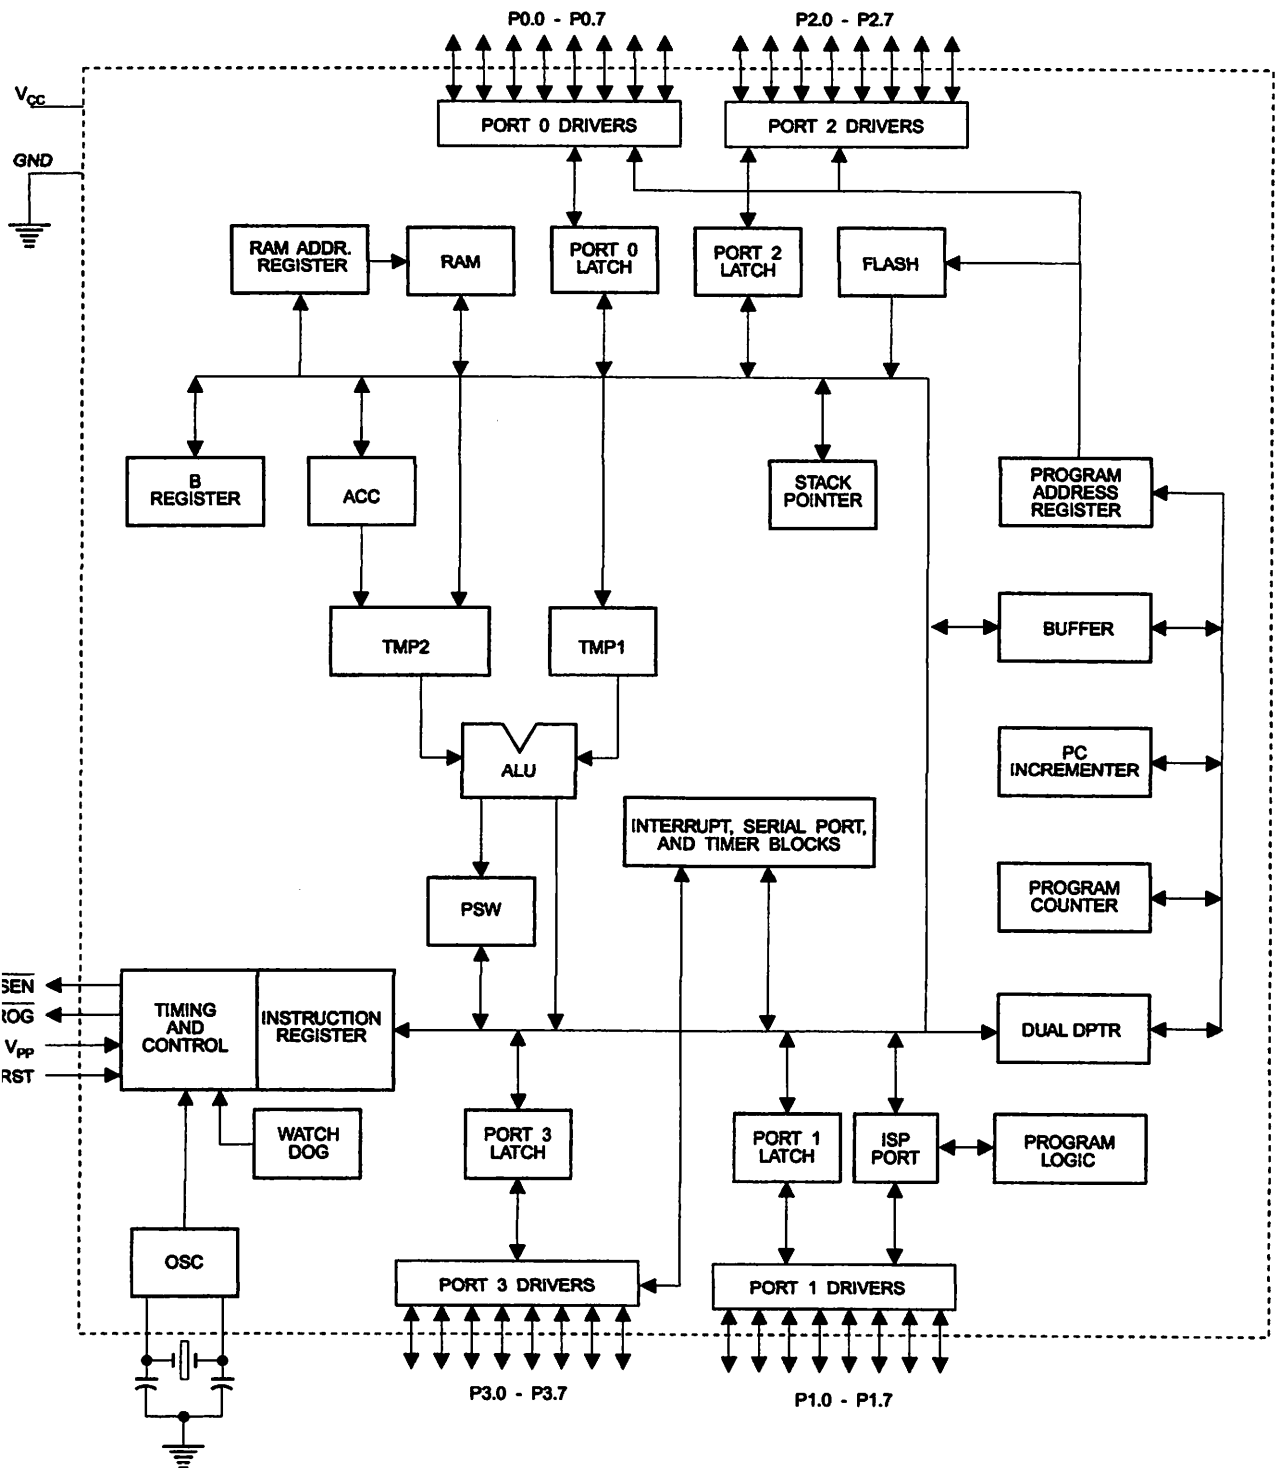 P0.0 - P0.7
P2.0 - P2.7
VCC
PORT 0 DRIVERS
PORT 2 DRIVERS
GND
RAM ADDR.
REGISTER
RAM
PORT 0
LATCH
PORT 2
LATCH
FLASH
B
REGISTER
ACC
STACK
POINTER
PROGRAM
ADDRESS
REGISTER
TMP2
TMP1
BUFFER
ALU
PC
INCREMENTER
INTERRUPT, SERIAL PORT,
AND TIMER BLOCKS
PSW
PROGRAM
COUNTER
SEN
ROG
VPP
RST
TIMING
AND
CONTROL
INSTRUCTION
REGISTER
DUAL DPTR
WATCH
DOG
PORT 3
LATCH
PORT 1
LATCH
ISP
PORT
PROGRAM
LOGIC
OSC
PORT 3 DRIVERS
PORT 1 DRIVERS
P3.0 - P3.7
P1.0 - P1.7